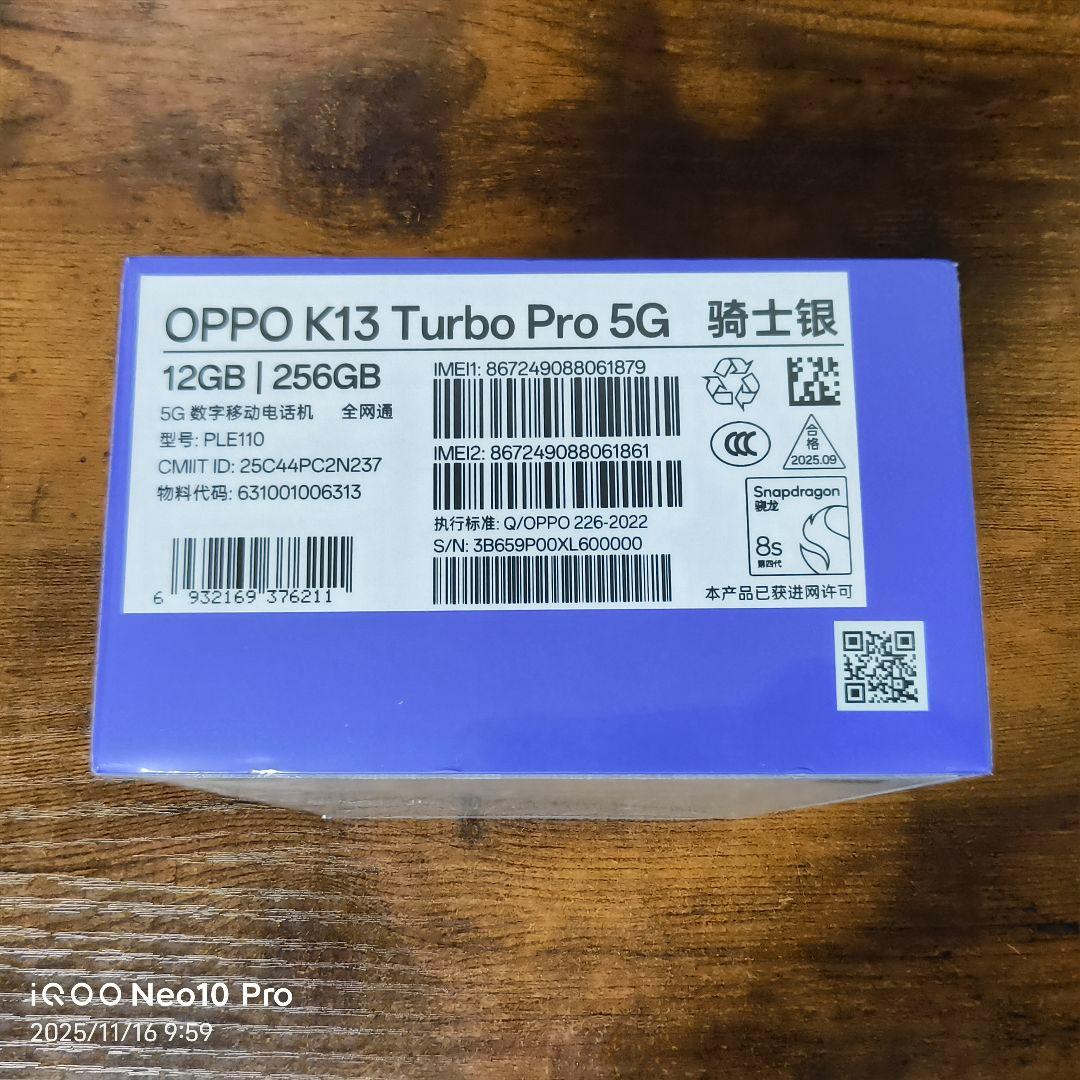 OPPO K13 Turbo Pro 5G 骑士银
12GB | 256GB
5G 数字移动电话机 全网通
型号: PLE110
CMIIT ID: 25C44PC2N237
物料代码: 631001006313
6 932169 376211
IMEI1: 867249088061879
IMEI2: 867249088061861
执行标准: Q/OPPO 226-2022
S/N: 3B659P00XL600000
CCC
合格
2025.09
Snapdragon
骁龙
8s
第四代
本产品已获进网许可
iQOO Neo10 Pro
2025/11/16 9:59